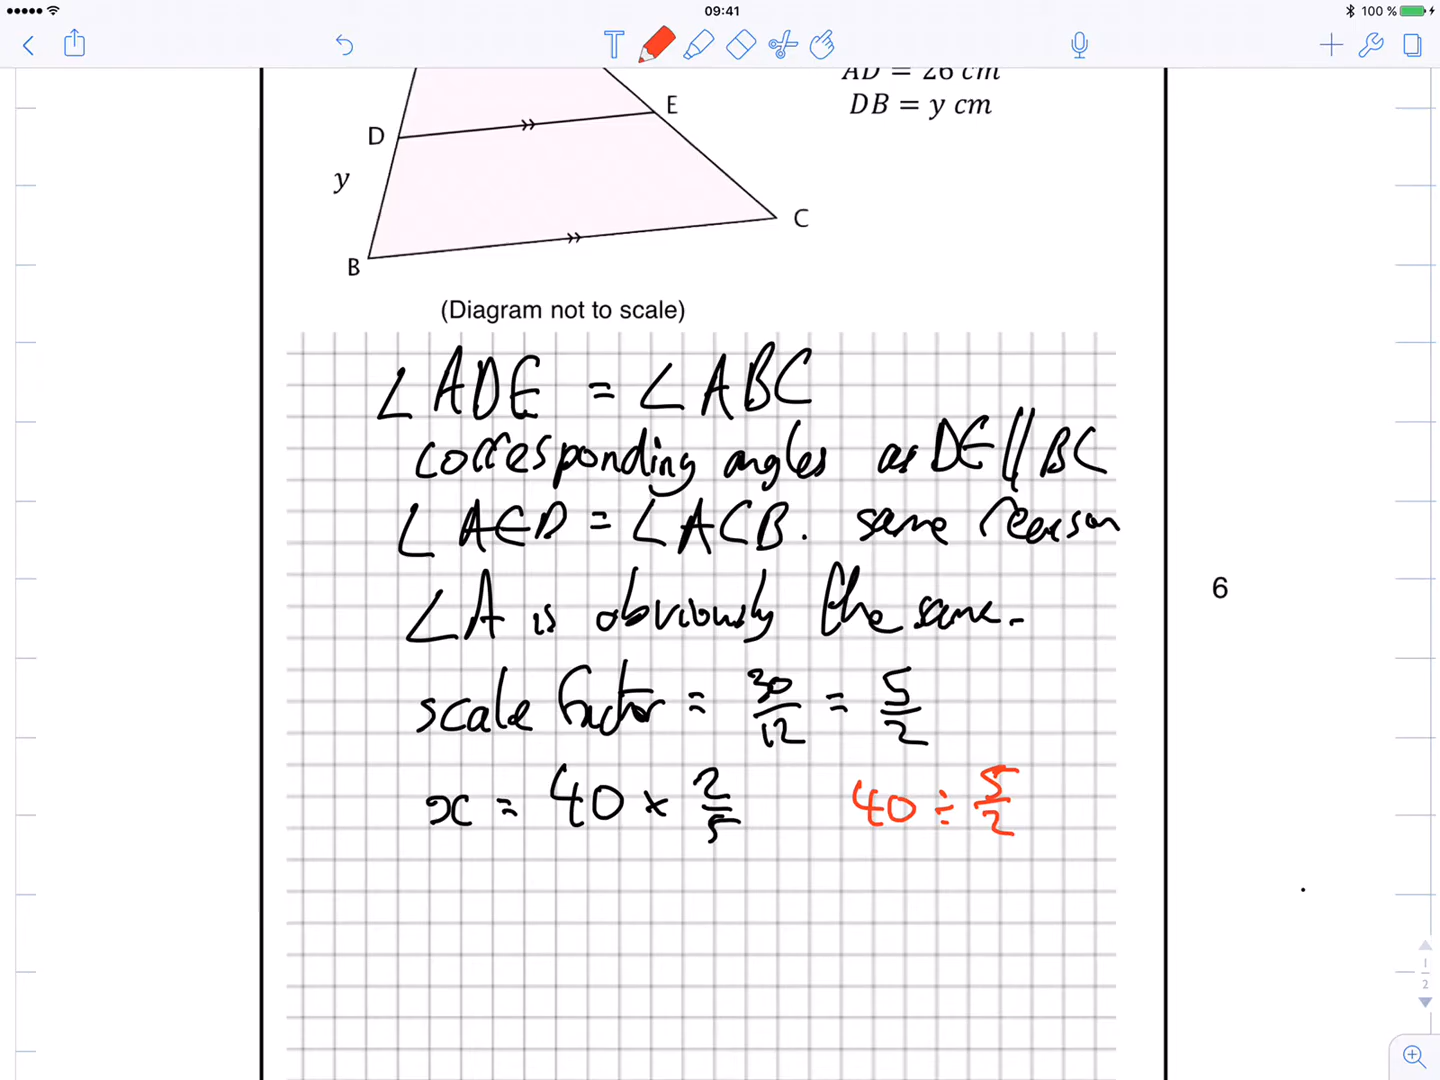 09:41
100 %
T
AD = 26 cm
E
DB = y cm
D
y
C
B
(Diagram not to scale)
∠ADE = ∠ABC
corresponding angles as DE // BC
∠AED = ∠ACB. same reason
∠A is obviously the same.
6
scale factor = 30/12 = 5/2
x = 40 × 2/5
40 ÷ 5/2
1/2